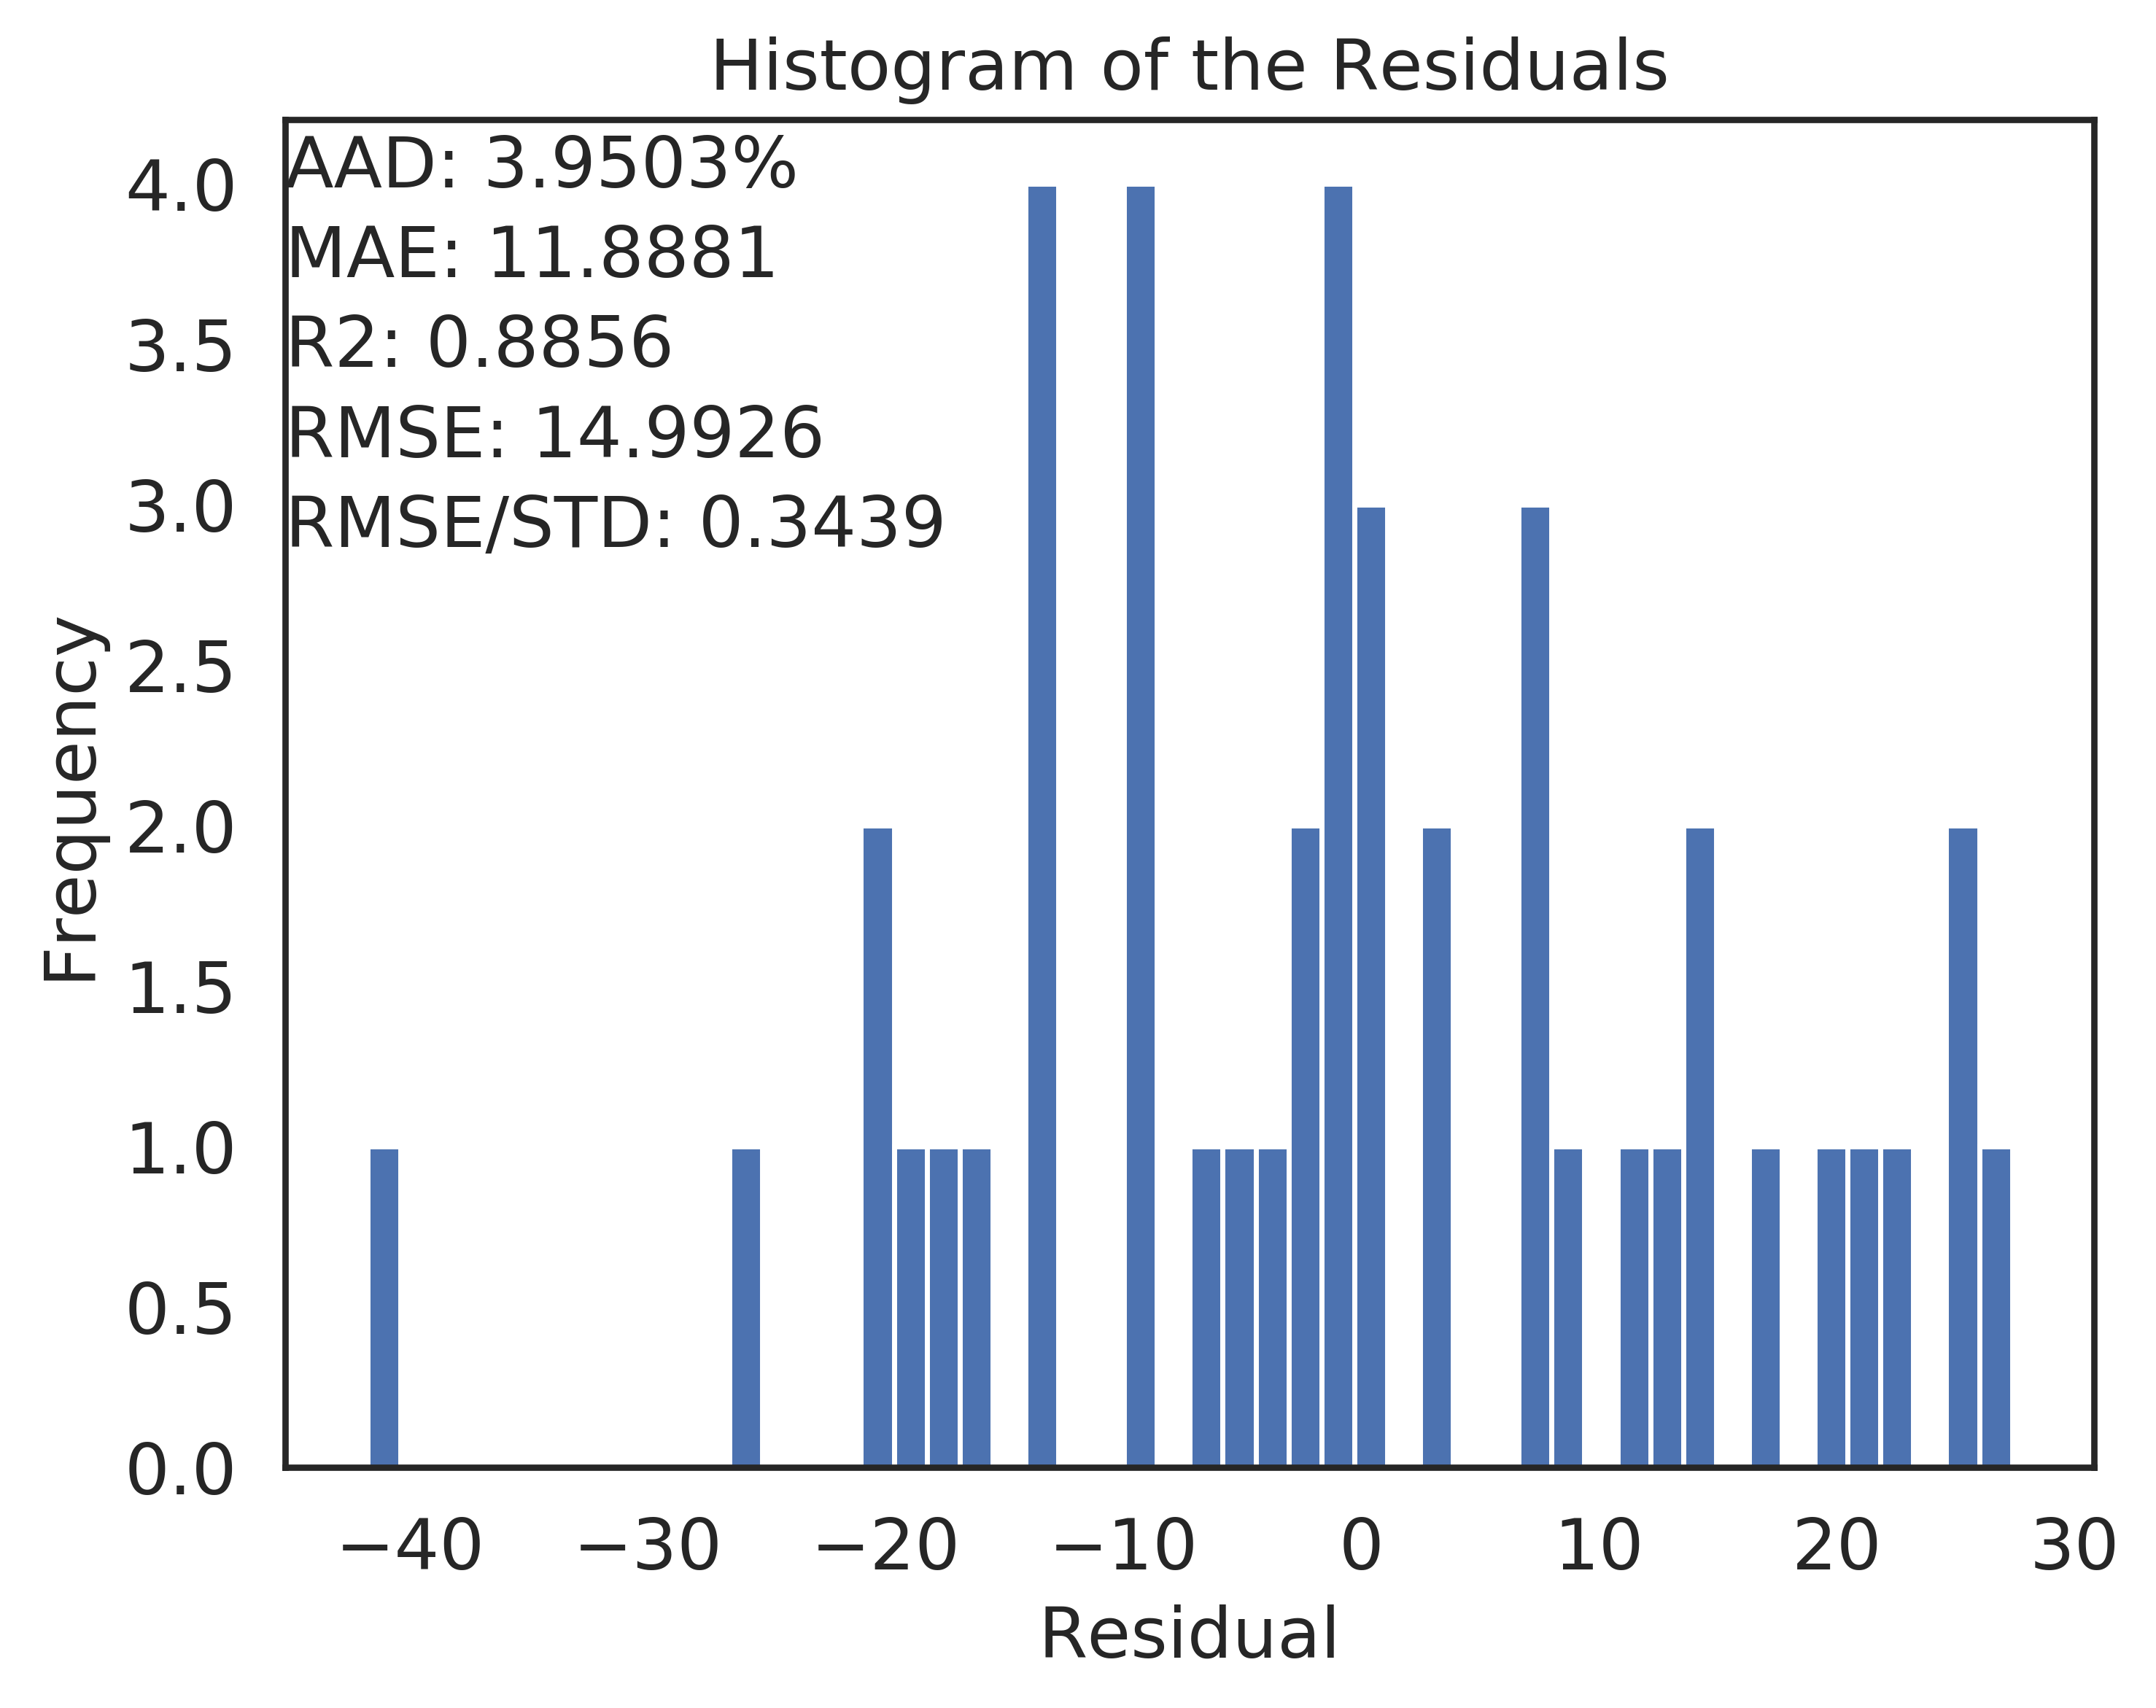 Histogram of the Residuals
AAD: 3.9503%
MAE: 11.8881
R2: 0.8856
RMSE: 14.9926
RMSE/STD: 0.3439
4.0
3.5
3.0
2.5
2.0
1.5
1.0
0.5
0.0
Frequency
−40 −30 −20 −10 0 10 20 30
Residual